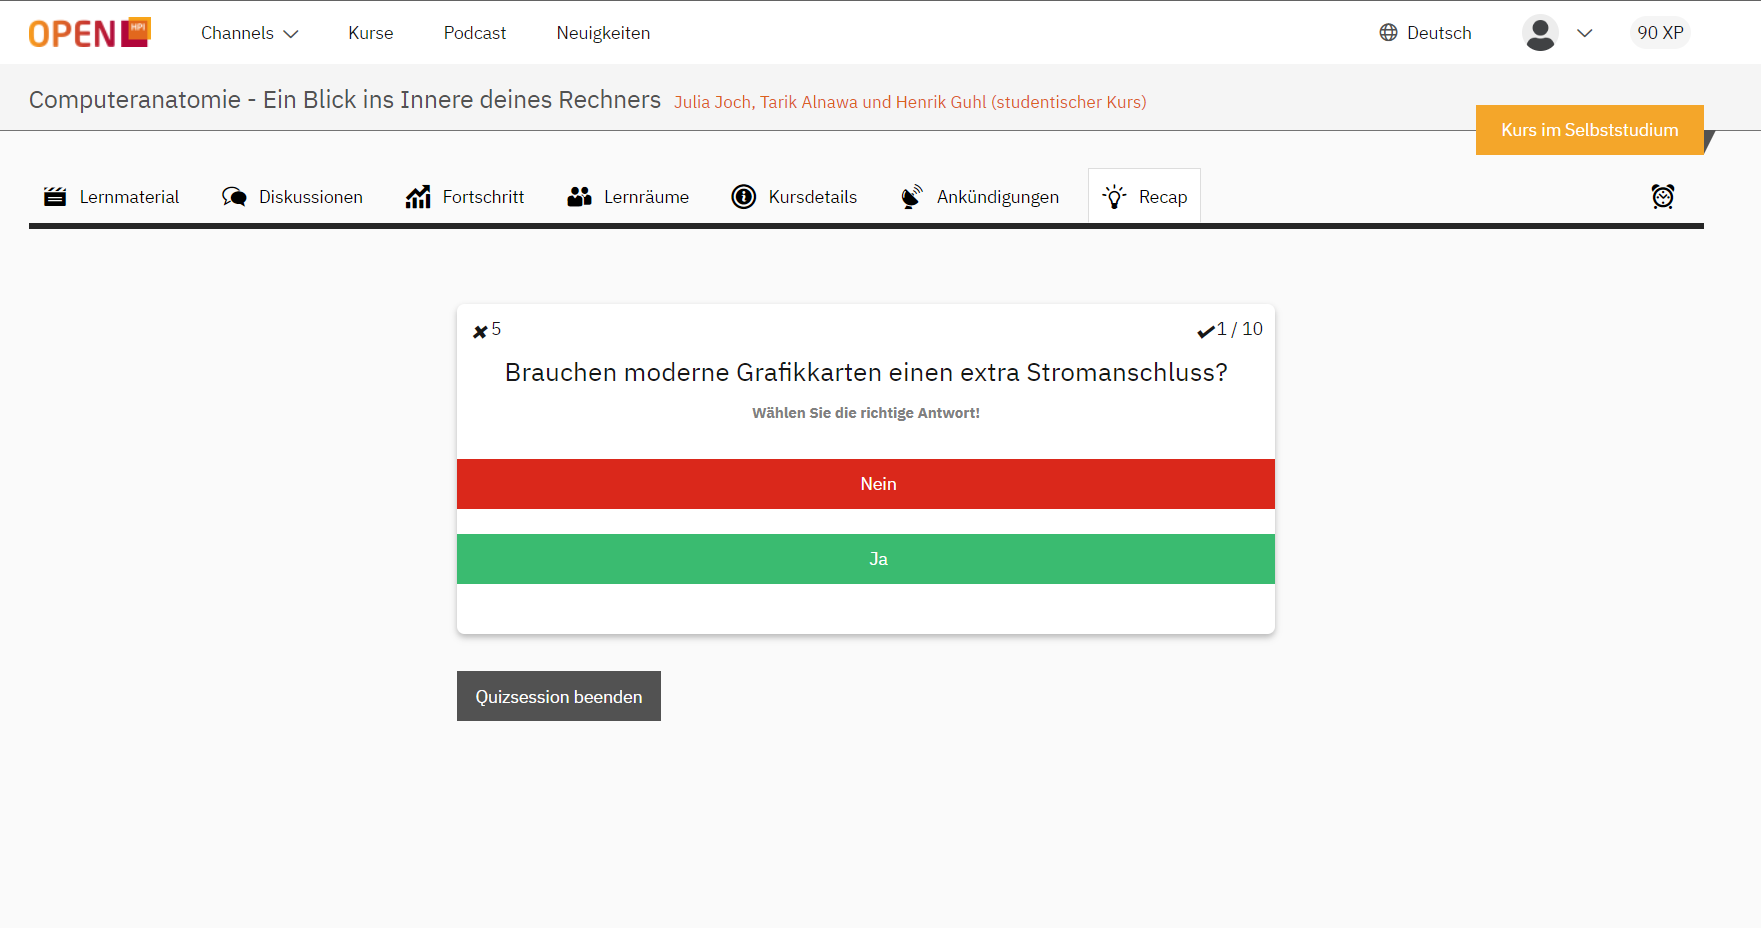 OPEN HPI
Channels
Kurse
Podcast
Neuigkeiten
Deutsch
90 XP
Computeranatomie - Ein Blick ins Innere deines Rechners Julia Joch, Tarik Alnawa und Henrik Guhl (studentischer Kurs)
Kurs im Selbststudium
Lernmaterial
Diskussionen
Fortschritt
Lernräume
Kursdetails
Ankündigungen
Recap
5
1 / 10
Brauchen moderne Grafikkarten einen extra Stromanschluss?
Wählen Sie die richtige Antwort!
Nein
Ja
Quizsession beenden